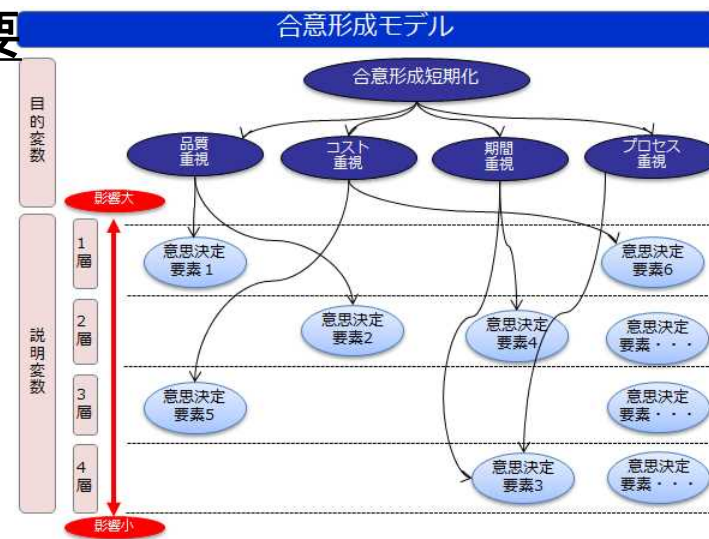 要
合意形成モデル
目的変数
合意形成短期化
品質
重視
コスト
重視
期間
重視
プロセス
重視
影響大
説明変数
1
層
意思決定
要素1
意思決定
要素6
2
層
意思決定
要素2
意思決定
要素4
意思決定
要素・・・
3
層
意思決定
要素5
意思決定
要素・・・
4
層
意思決定
要素3
意思決定
要素・・・
影響小